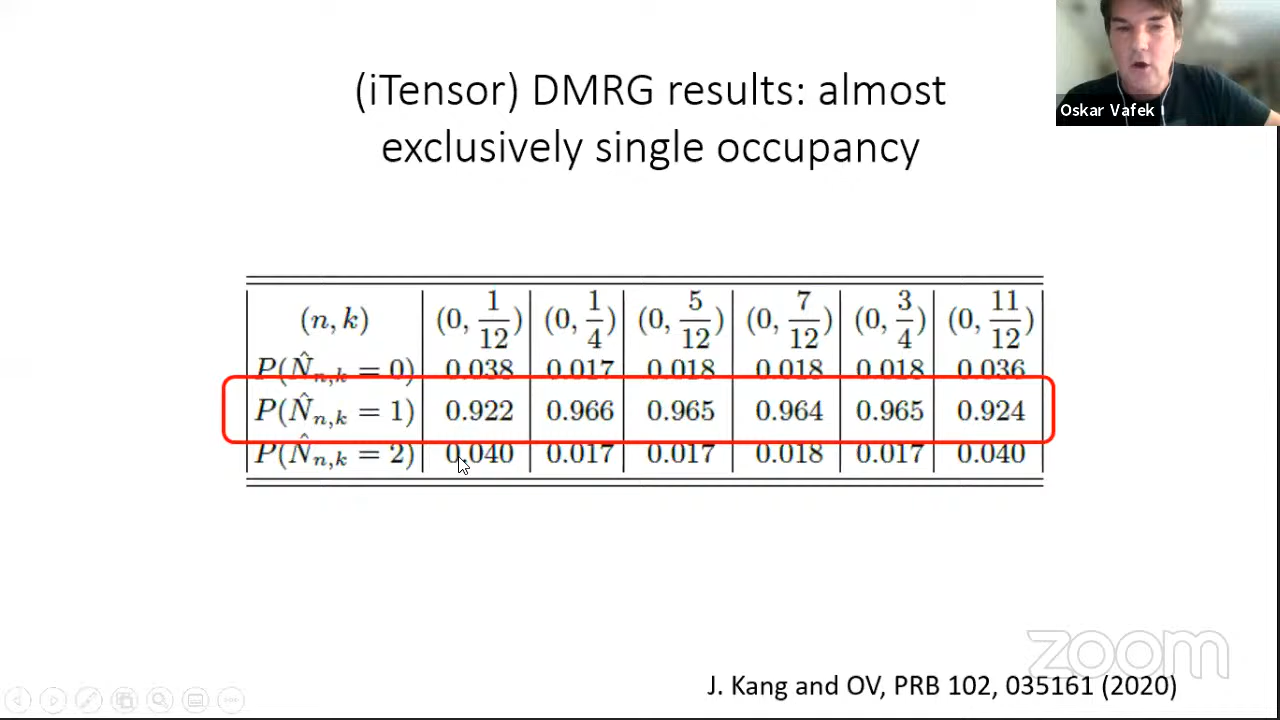 (iTensor) DMRG results: almost
exclusively single occupancy
Oskar Vafek
(n, k) (0, 1/12) (0, 1/4) (0, 5/12) (0, 7/12) (0, 3/4) (0, 11/12)
P(N̂n,k = 0) 0.038 0.017 0.018 0.018 0.018 0.036
P(N̂n,k = 1) 0.922 0.966 0.965 0.964 0.965 0.924
P(N̂n,k = 2) 0.040 0.017 0.017 0.018 0.017 0.040
zoom
J. Kang and OV, PRB 102, 035161 (2020)